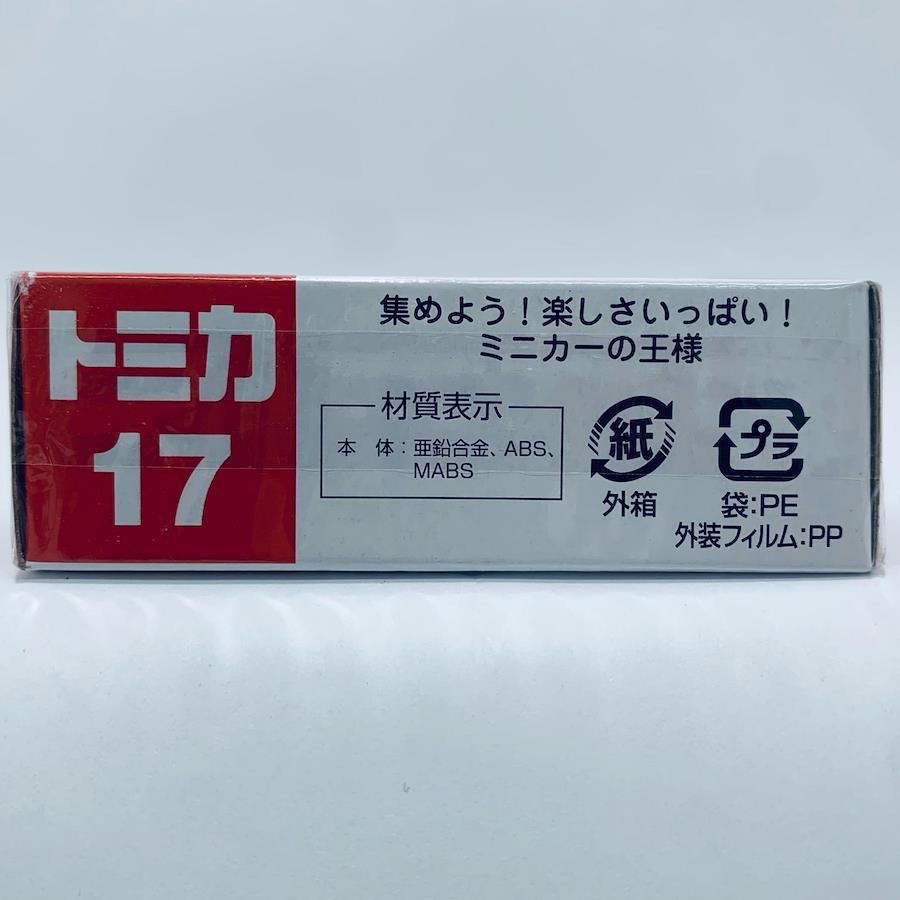 トミカ
17
集めよう！楽しさいっぱい！
ミニカーの王様
材質表示
本　体：亜鉛合金、ABS、
MABS
紙
外箱
プラ
袋：PE
外装フィルム：PP